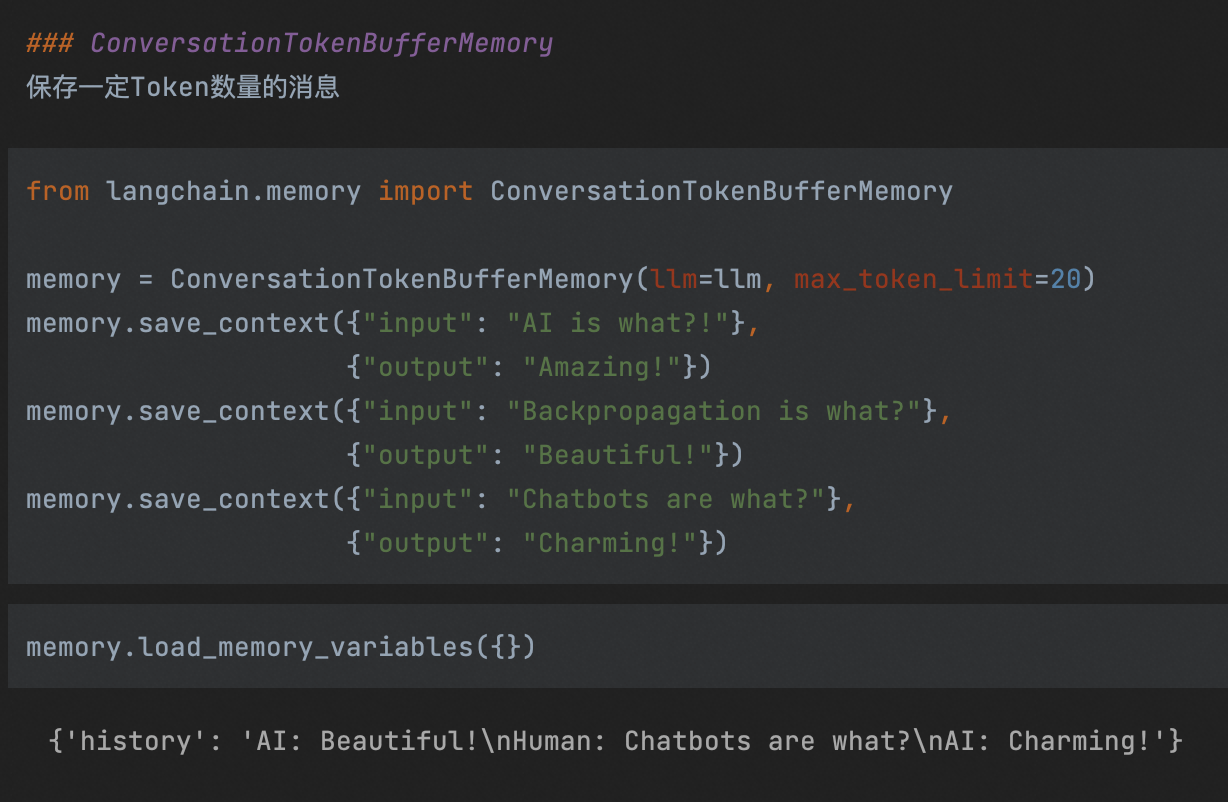 ### ConversationTokenBufferMemory
保存一定Token数量的消息
from langchain.memory import ConversationTokenBufferMemory
memory = ConversationTokenBufferMemory(llm=llm, max_token_limit=20)
memory.save_context({"input": "AI is what?!"},
                    {"output": "Amazing!"})
memory.save_context({"input": "Backpropagation is what?"},
                    {"output": "Beautiful!"})
memory.save_context({"input": "Chatbots are what?"},
                    {"output": "Charming!"})
memory.load_memory_variables({})
{'history': 'AI: Beautiful!\nHuman: Chatbots are what?\nAI: Charming!'}